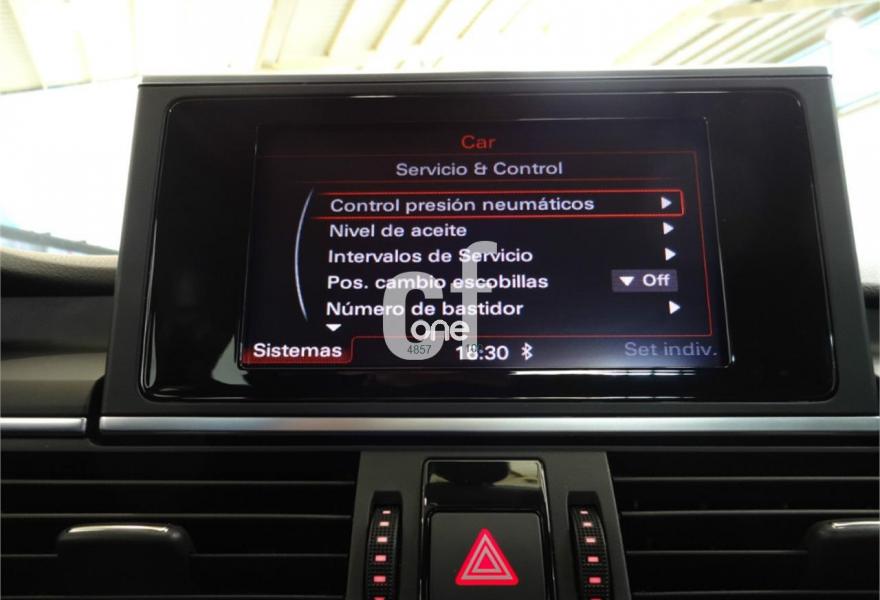 Car
Servicio & Control
Control presión neumáticos
Nivel de aceite
Intervalos de Servicio
Pos. cambio escobillas Off
Número de bastidor
Sistemas 18:30 Set indiv.
cf
one
4857